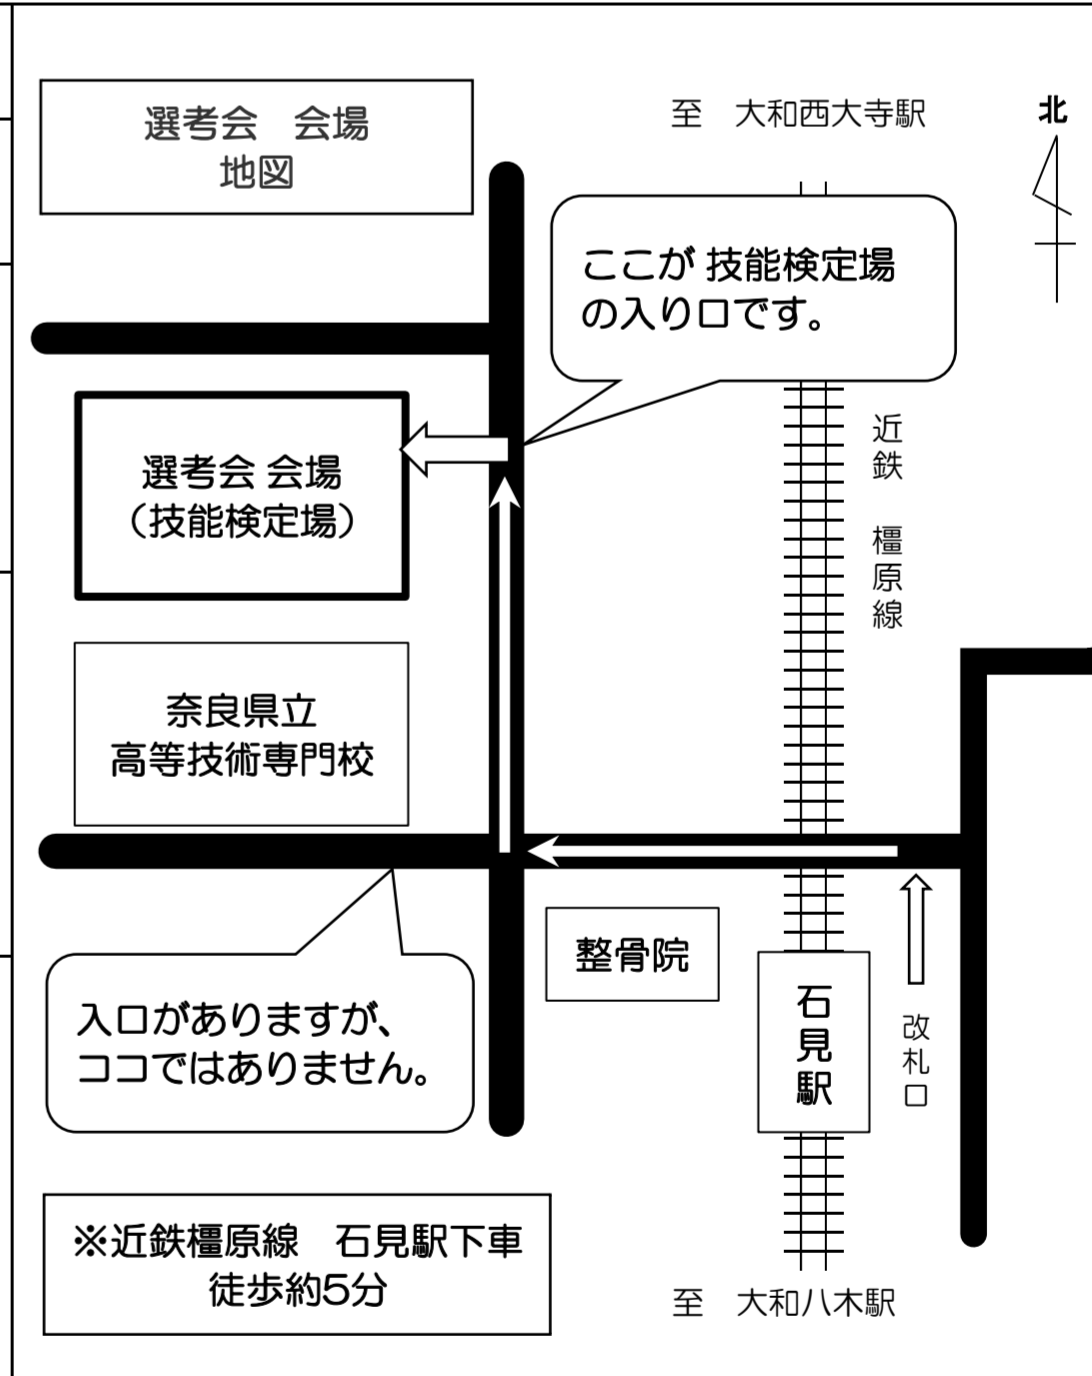 選考会　会場
地図
至　大和西大寺駅
北
ここが 技能検定場
の入り口です。
近鉄　橿原線
選考会 会場
（技能検定場）
奈良県立
高等技術専門校
整骨院
石見駅
改札口
入口がありますが、
ココではありません。
※近鉄橿原線　石見駅下車
徒歩約5分
至　大和八木駅